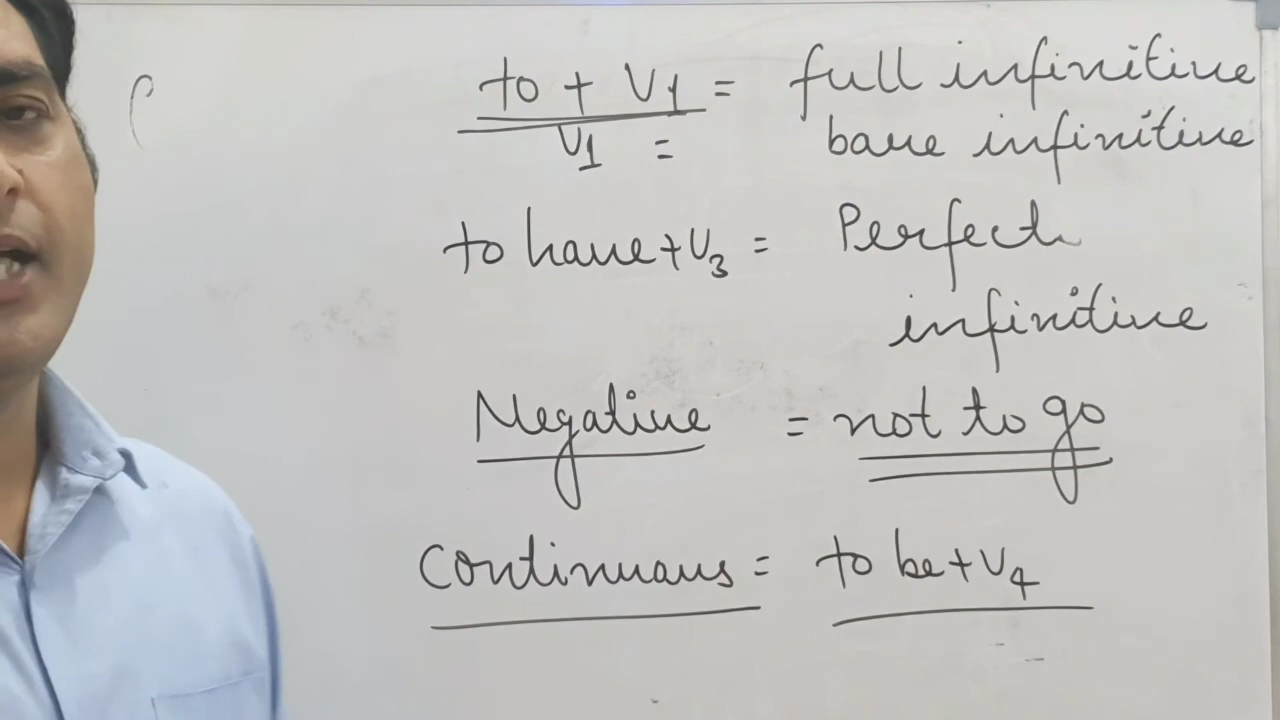 to + V1 = full infinitive
V1 = bare infinitive
to have + V3 = Perfect
infinitive
Negative = not to go
Continuous = to be + V4